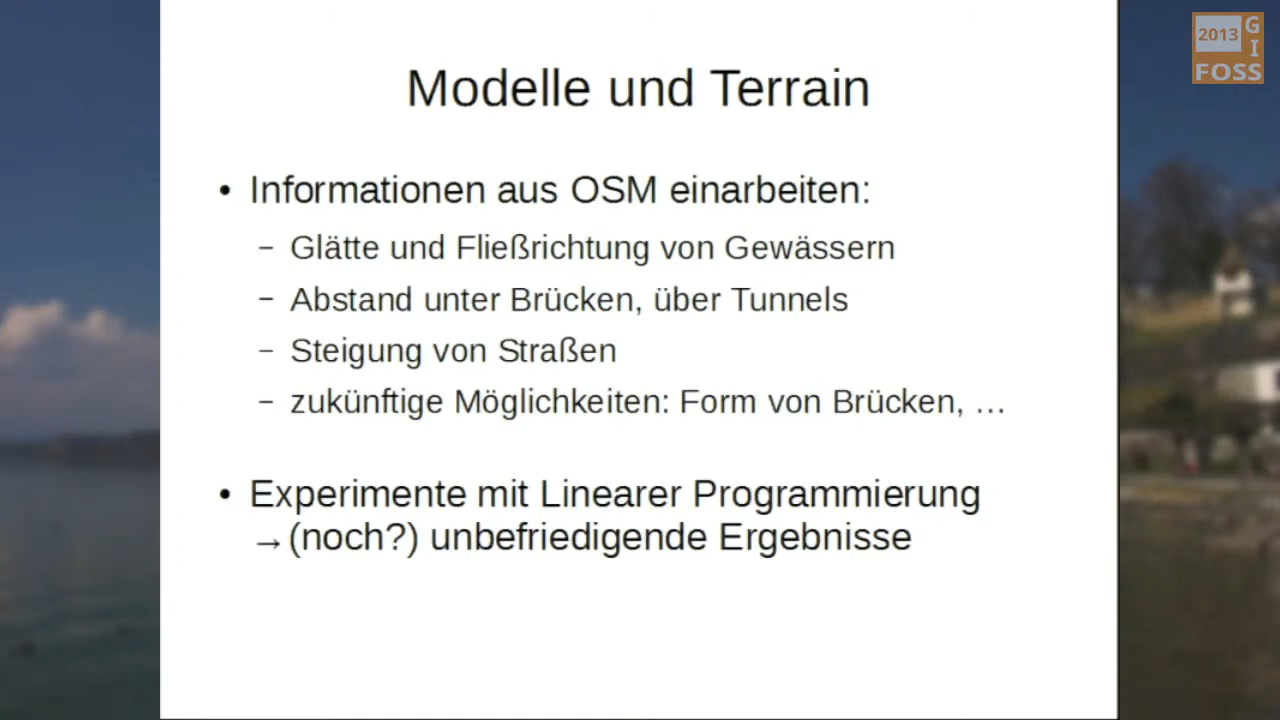 Modelle und Terrain
• Informationen aus OSM einarbeiten:
– Glätte und Fließrichtung von Gewässern
– Abstand unter Brücken, über Tunnels
– Steigung von Straßen
– zukünftige Möglichkeiten: Form von Brücken, …
• Experimente mit Linearer Programmierung
→ (noch?) unbefriedigende Ergebnisse
2013 GI
FOSS